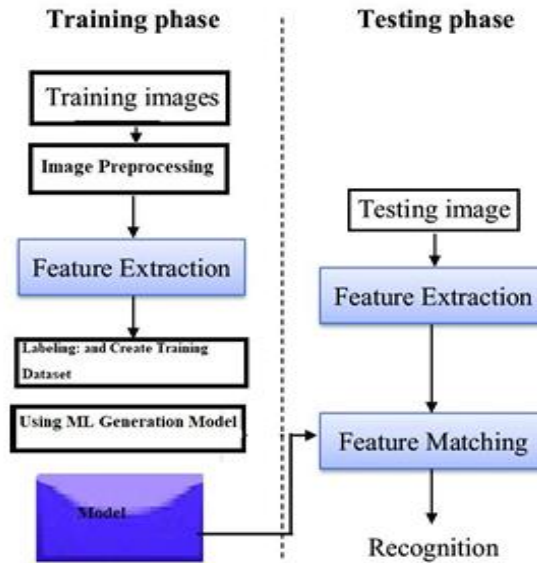 Training phase
Training images
Image Preprocessing
Feature Extraction
Labeling: and Create Training
Dataset
Using ML Generation Model
Model
Testing phase
Testing image
Feature Extraction
Feature Matching
Recognition